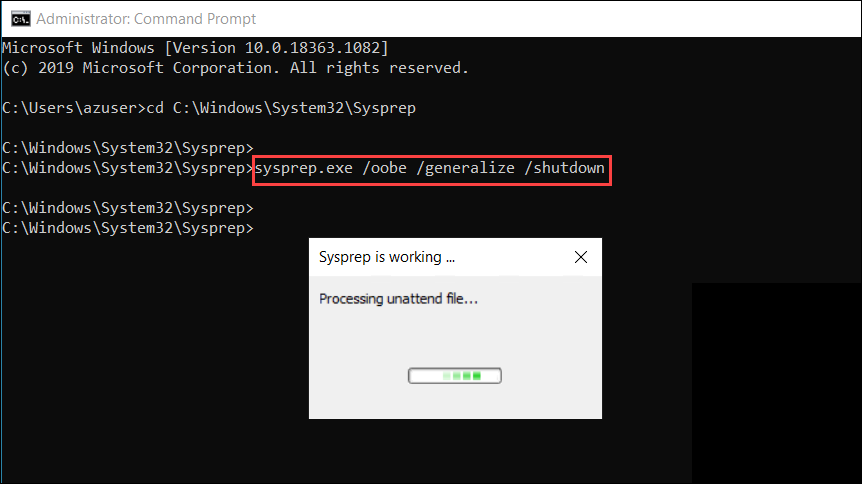 Administrator: Command Prompt
Microsoft Windows [Version 10.0.18363.1082]
(c) 2019 Microsoft Corporation. All rights reserved.
C:\Users\azuser>cd C:\Windows\System32\Sysprep
C:\Windows\System32\Sysprep>
C:\Windows\System32\Sysprep>sysprep.exe /oobe /generalize /shutdown
C:\Windows\System32\Sysprep>
C:\Windows\System32\Sysprep>
Sysprep is working ...
Processing unattend file...